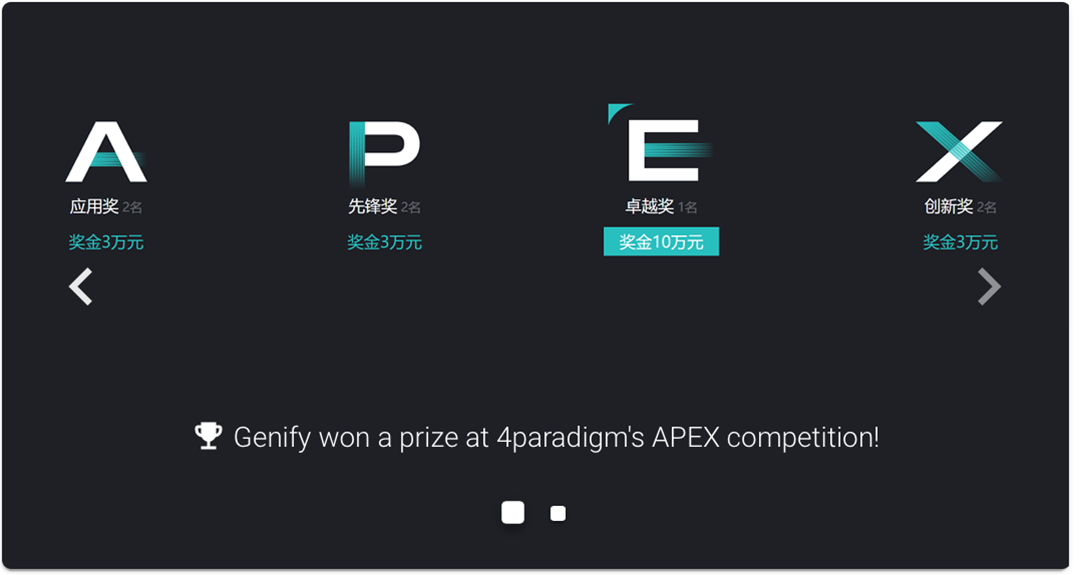 A P E X
应用奖 2名 先锋奖 2名 卓越奖 1名 创新奖 2名
奖金3万元 奖金3万元 奖金10万元 奖金3万元
Genify won a prize at 4paradigm's APEX competition!